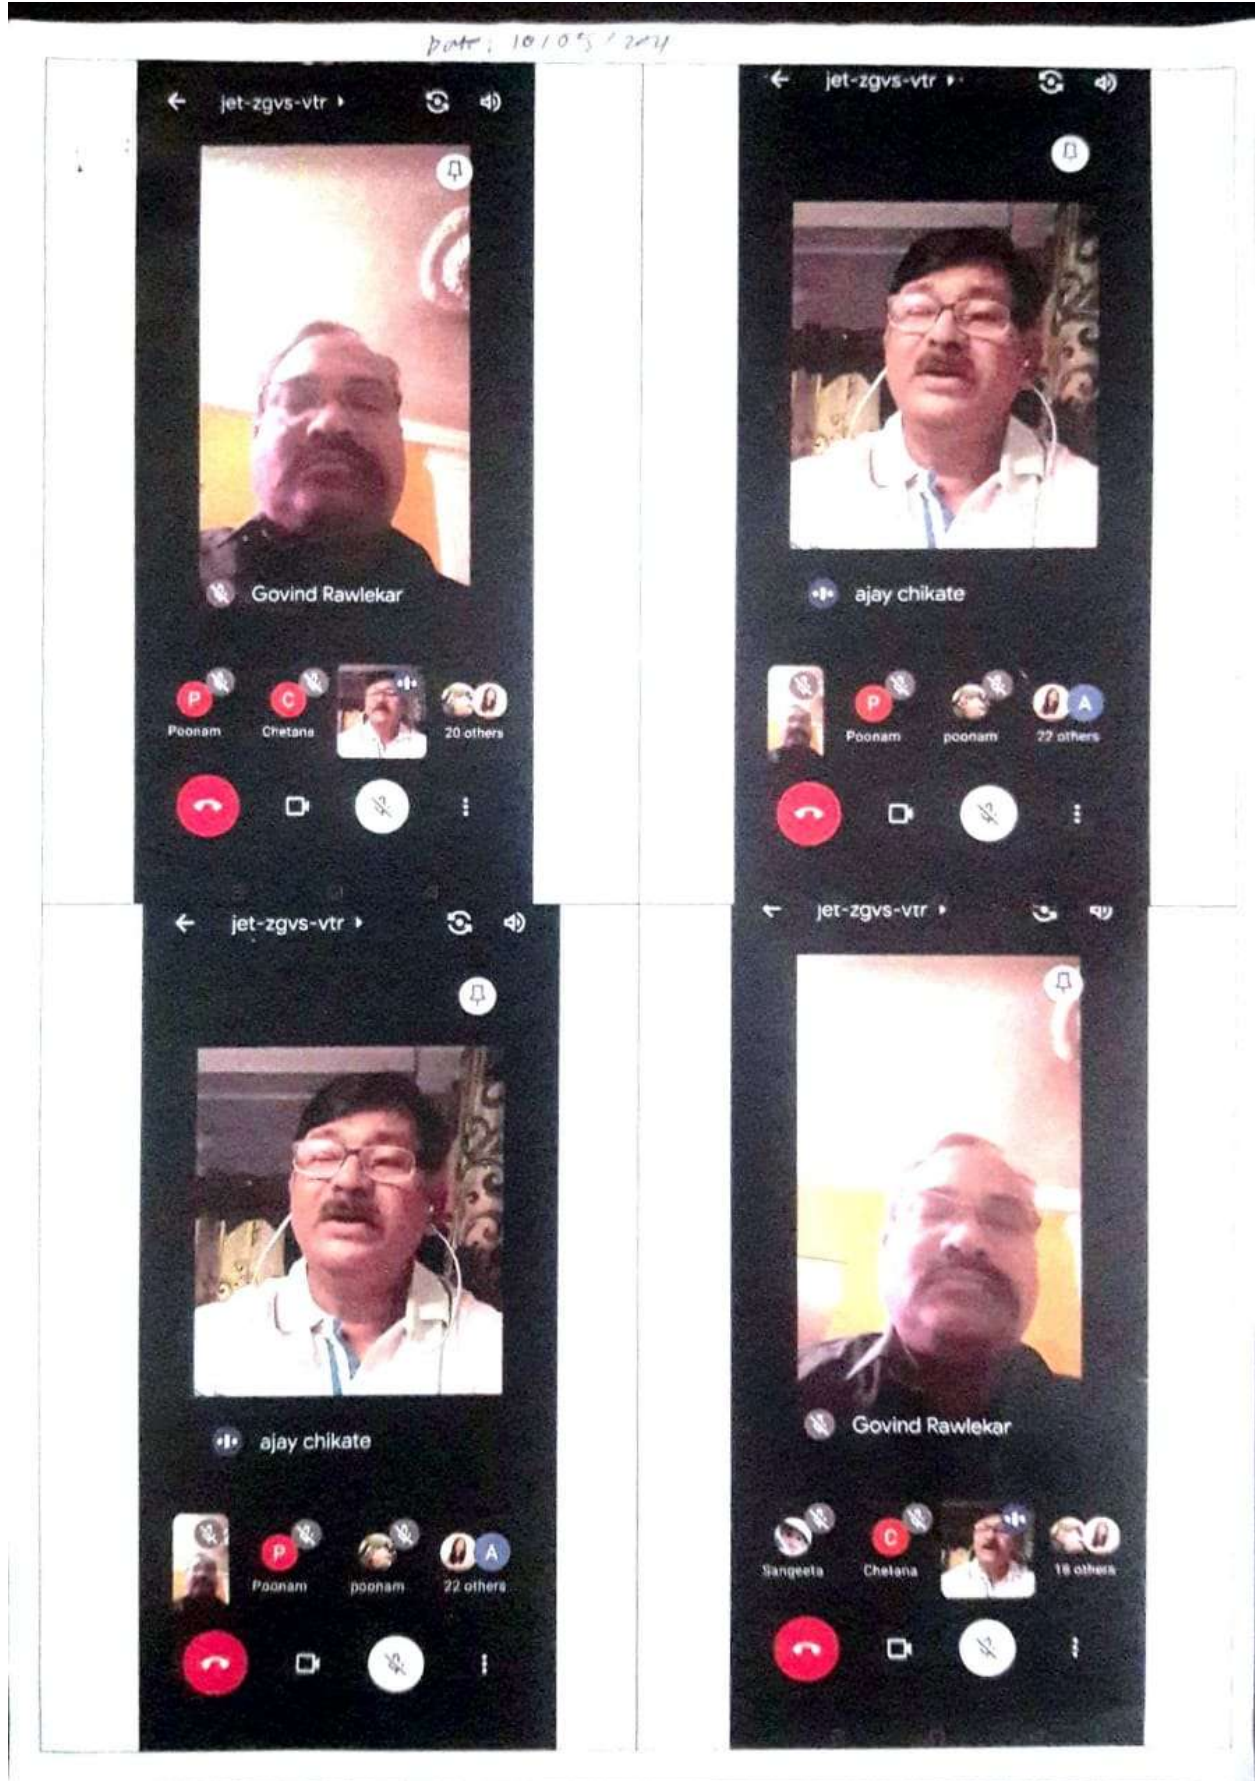 Date: 10/05/2021
jet-zgvs-vtr
Govind Rawlekar
P
C
Poonam
Chetana
20 others
jet-zgvs-vtr
ajay chikate
P
A
Poonam
poonam
22 others
jet-zgvs-vtr
ajay chikate
P
A
Poonam
poonam
22 others
jet-zgvs-vtr
Govind Rawlekar
C
Sangeeta
Chetana
18 others